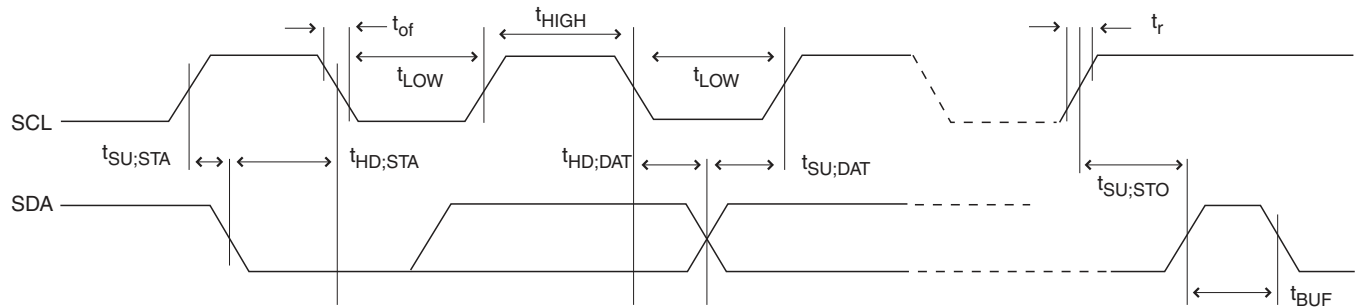 tof
tHIGH
tr
tLOW
tLOW
SCL
tSU;STA
tHD;STA
tHD;DAT
tSU;DAT
tSU;STO
SDA
tBUF